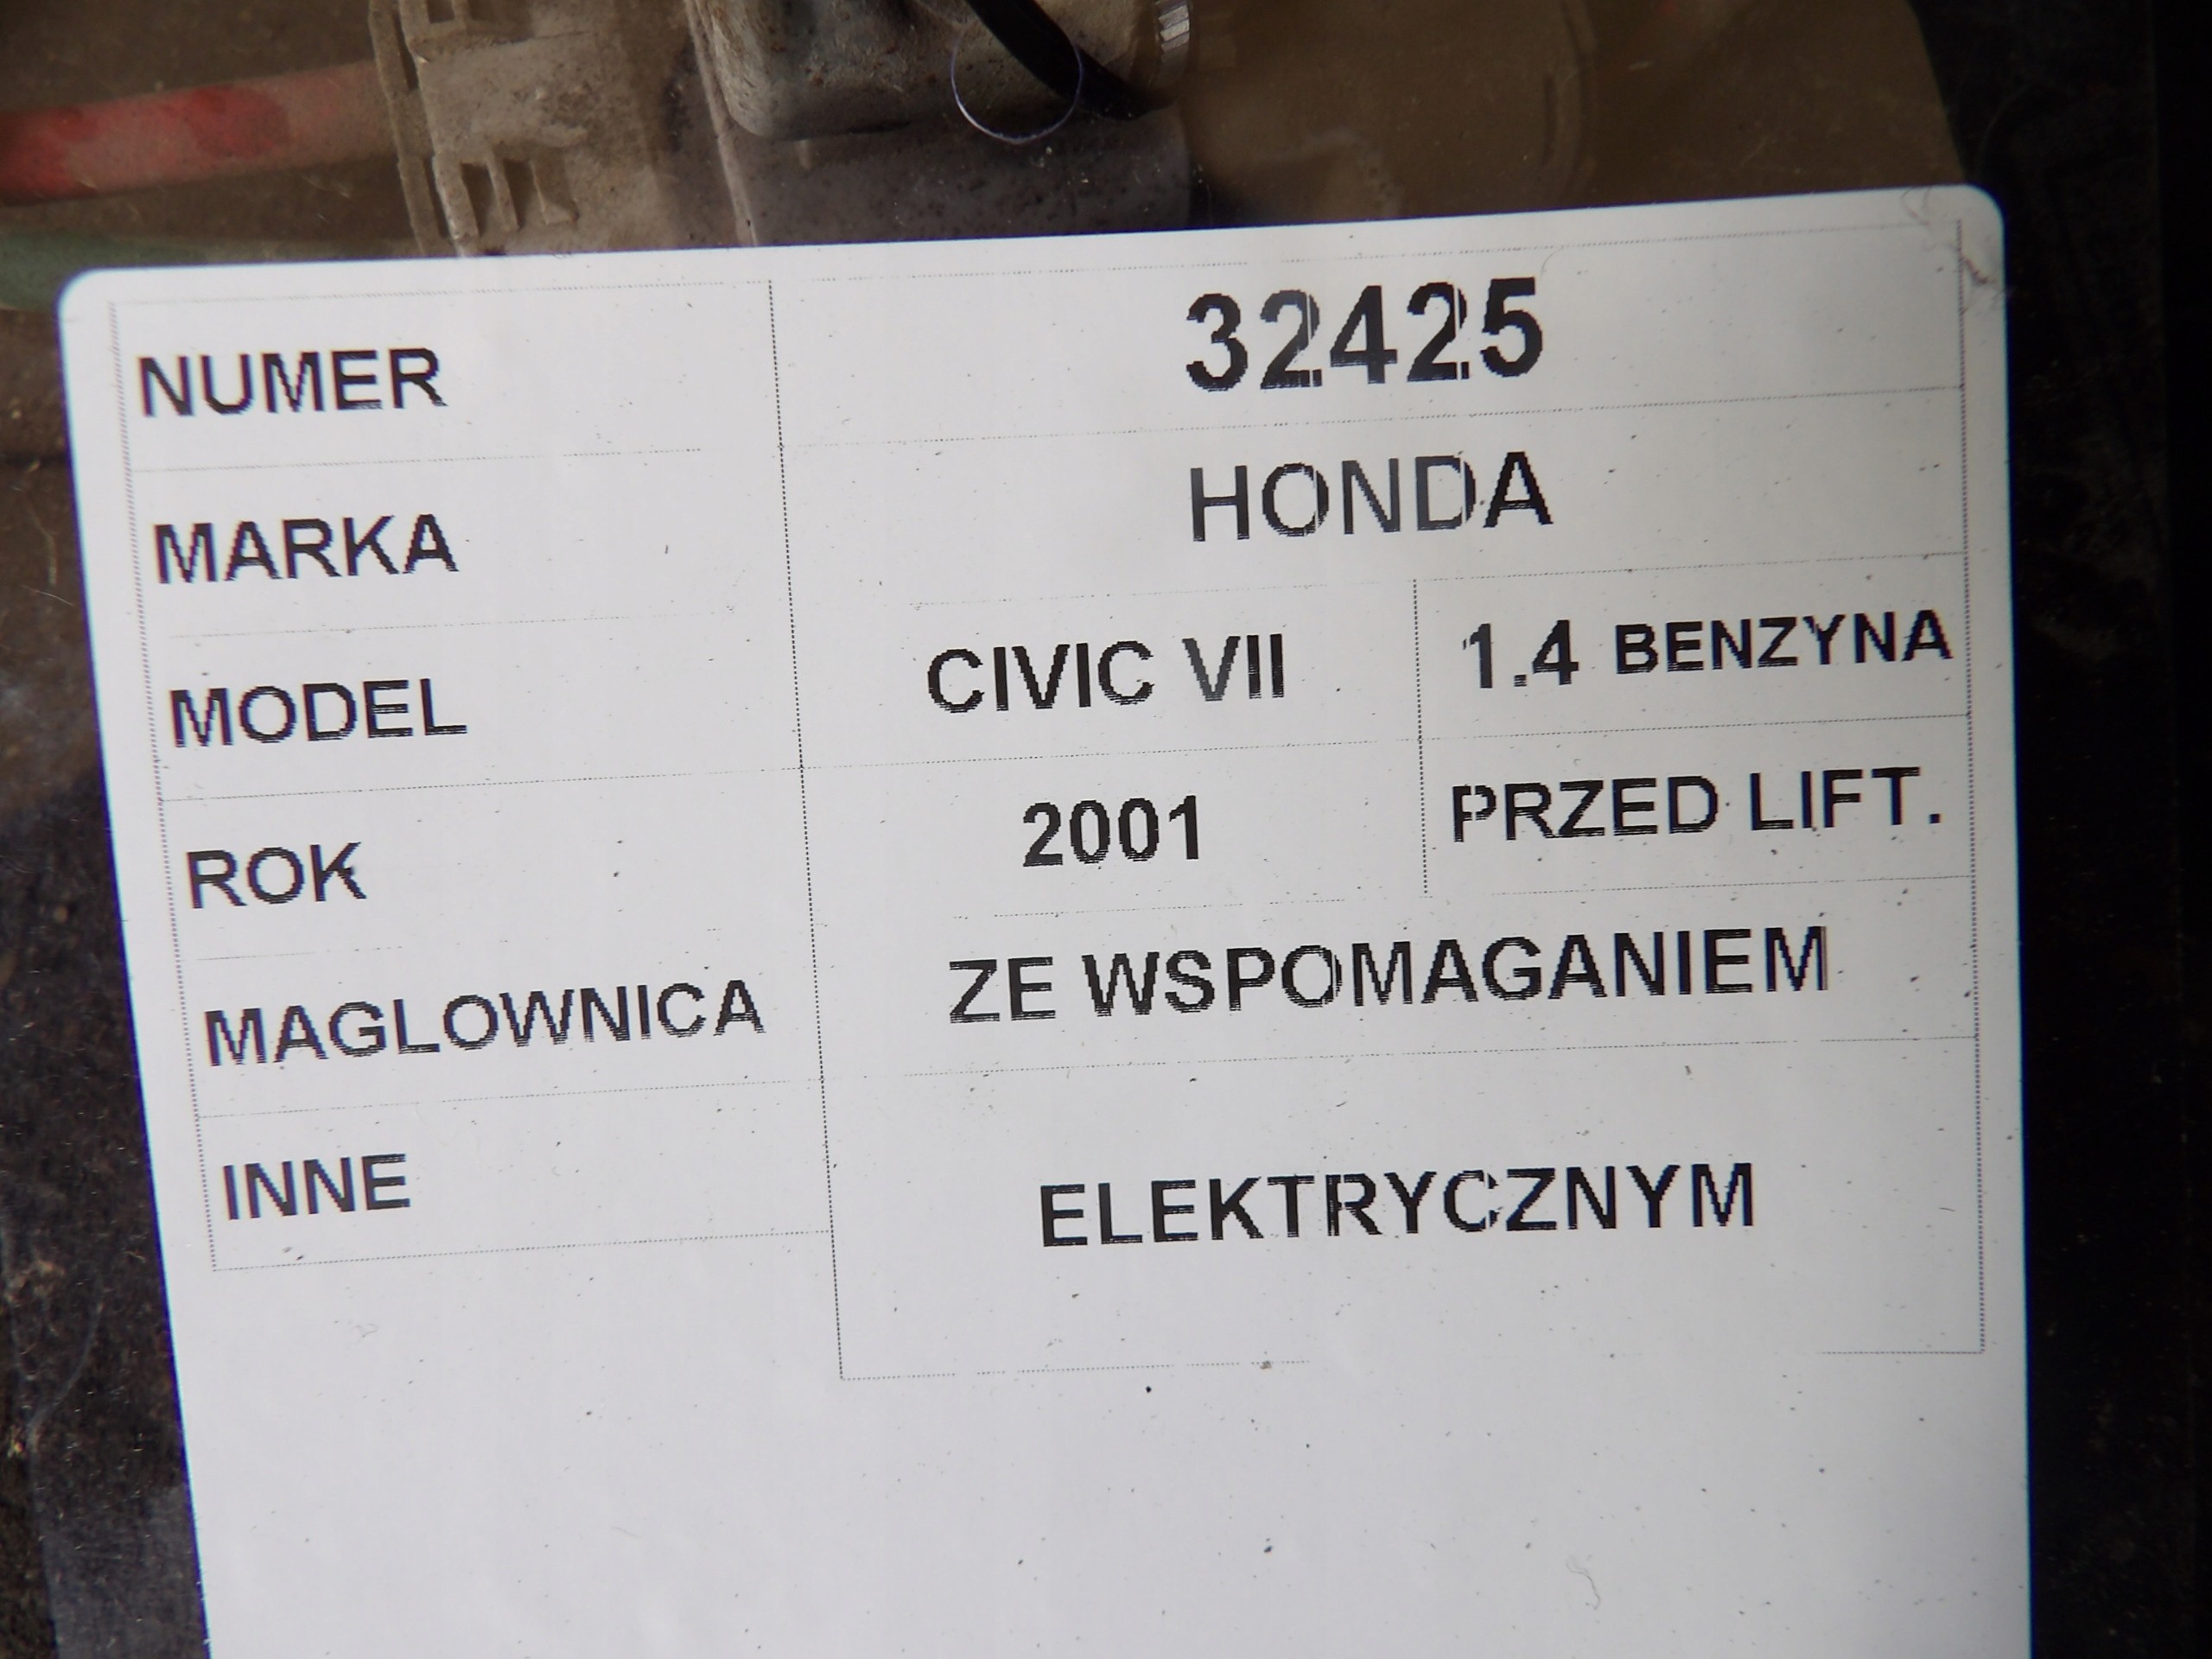 NUMER 32425
MARKA HONDA
MODEL CIVIC VII 1.4 BENZYNA
ROK 2001 PRZED LIFT.
MAGLOWNICA ZE WSPOMAGANIEM
INNE ELEKTRYCZNYM